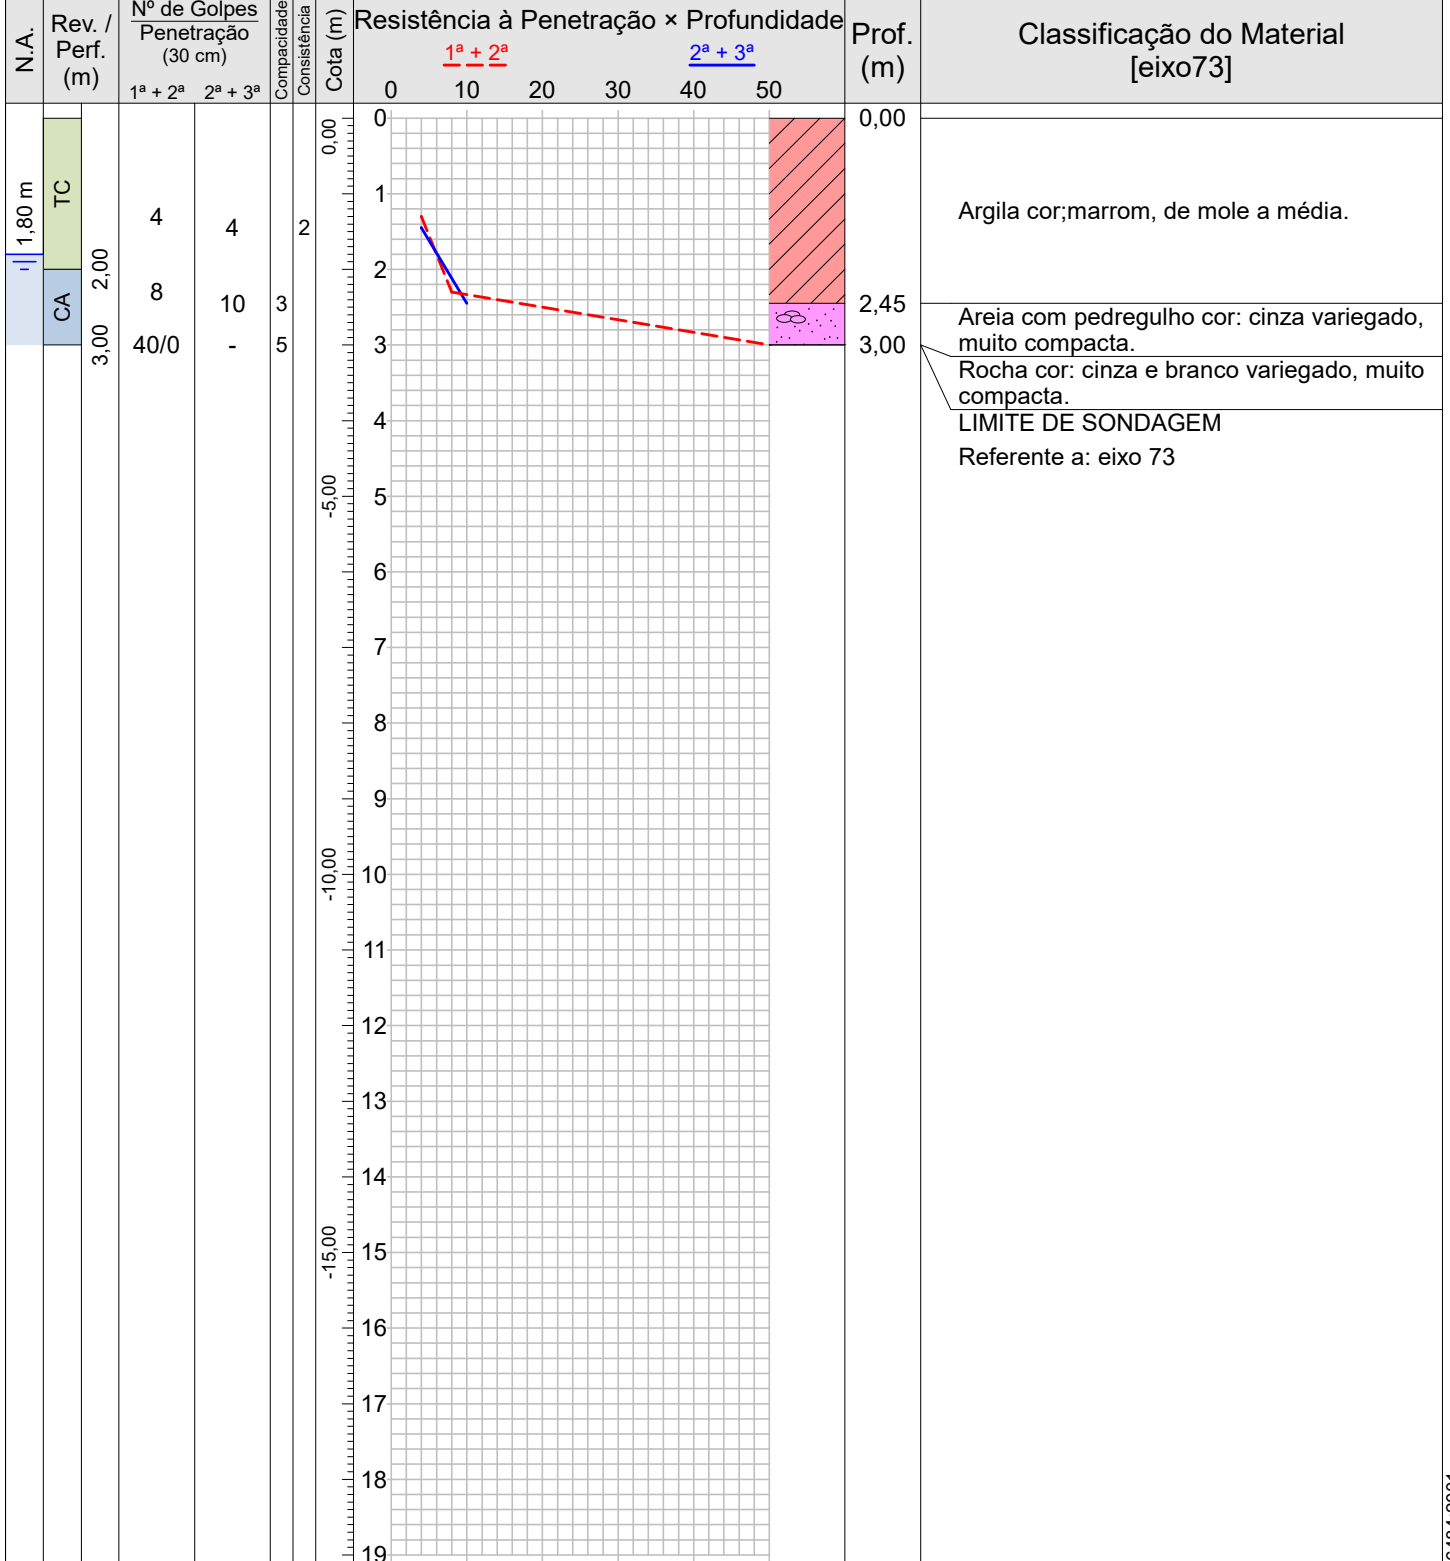 N.A.
Rev. /
Perf.
(m)
Nº de Golpes
Penetração
(30 cm)
1ª + 2ª 2ª + 3ª
Compacidade
Consistência
Cota (m)
Resistência à Penetração × Profundidade
1ª + 2ª 2ª + 3ª
0 10 20 30 40 50
Prof.
(m)
Classificação do Material
[eixo73]
1,80 m
TC
CA
2,00
3,00
4 4 2
8 10 3
40/0 - 5
0,00
-5,00
-10,00
-15,00
0
1
2
3
4
5
6
7
8
9
10
11
12
13
14
15
16
17
18
19
0,00
2,45
3,00
Argila cor;marrom, de mole a média.
Areia com pedregulho cor: cinza variegado,
muito compacta.
Rocha cor: cinza e branco variegado, muito
compacta.
LIMITE DE SONDAGEM
Referente a: eixo 73